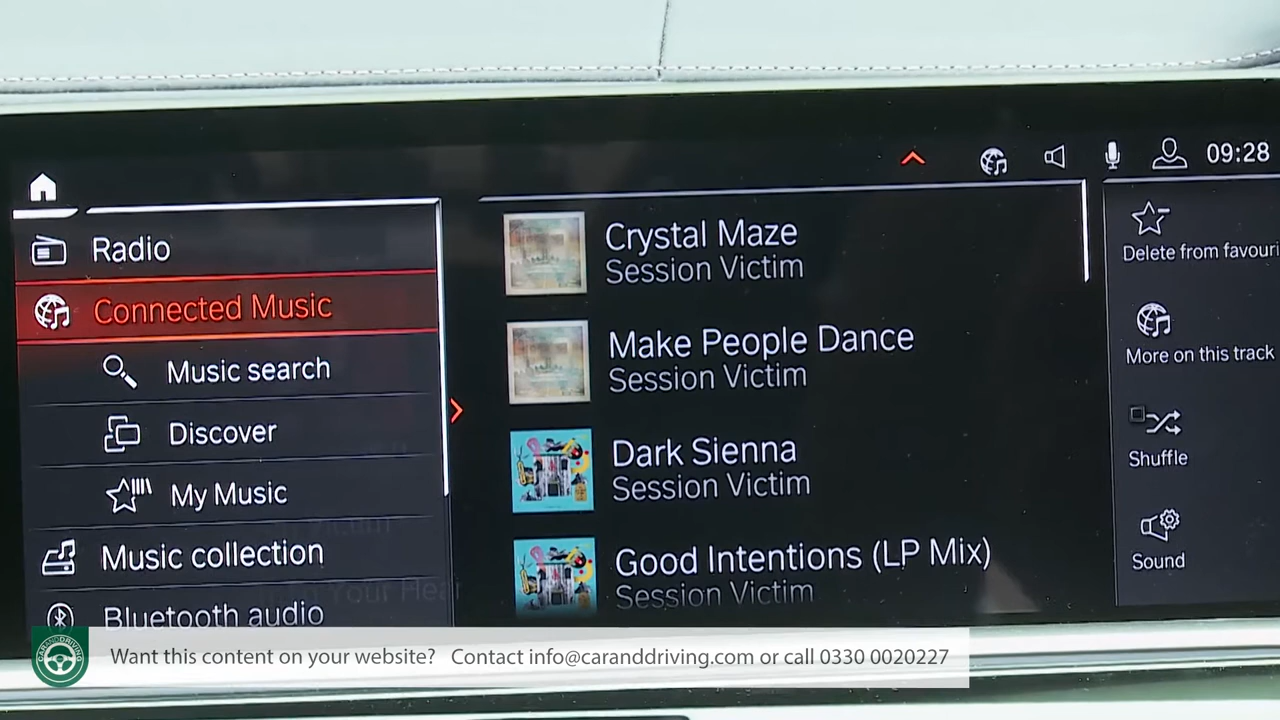 09:28
Radio
Connected Music
Music search
Discover
My Music
Music collection
Bluetooth audio
Crystal Maze
Session Victim
Make People Dance
Session Victim
Dark Sienna
Session Victim
Good Intentions (LP Mix)
Session Victim
Delete from favouri
More on this track
Shuffle
Sound
CARANDDRIVING
Want this content on your website? Contact info@caranddriving.com or call 0330 0020227